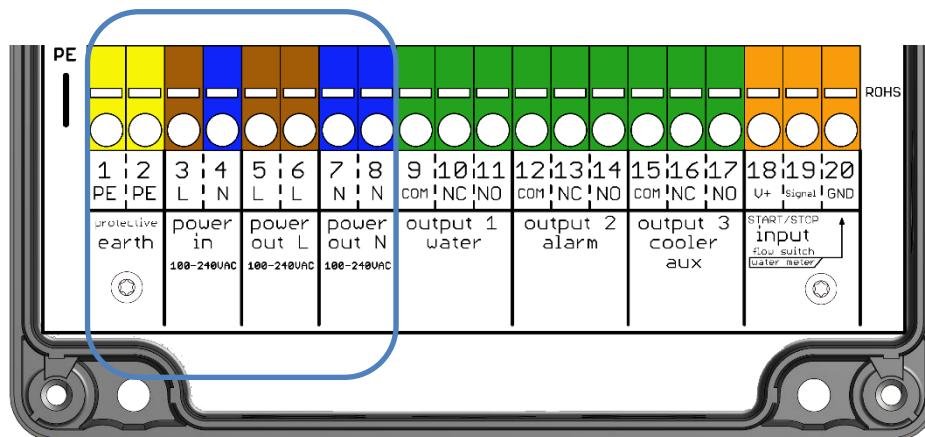 PE
ROHS
1 2 3 4 5 6 7 8 9 10 11 12 13 14 15 16 17 18 19 20
PE PE L N L L N N COM NC NO COM NC NO COM NC NO V+ Signal GND
protective
earth
power
in
100-240VAC
power
out L
100-240VAC
power
out N
100-240VAC
output 1
water
output 2
alarm
output 3
cooler
aux
START/STOP
input
flow switch
water meter